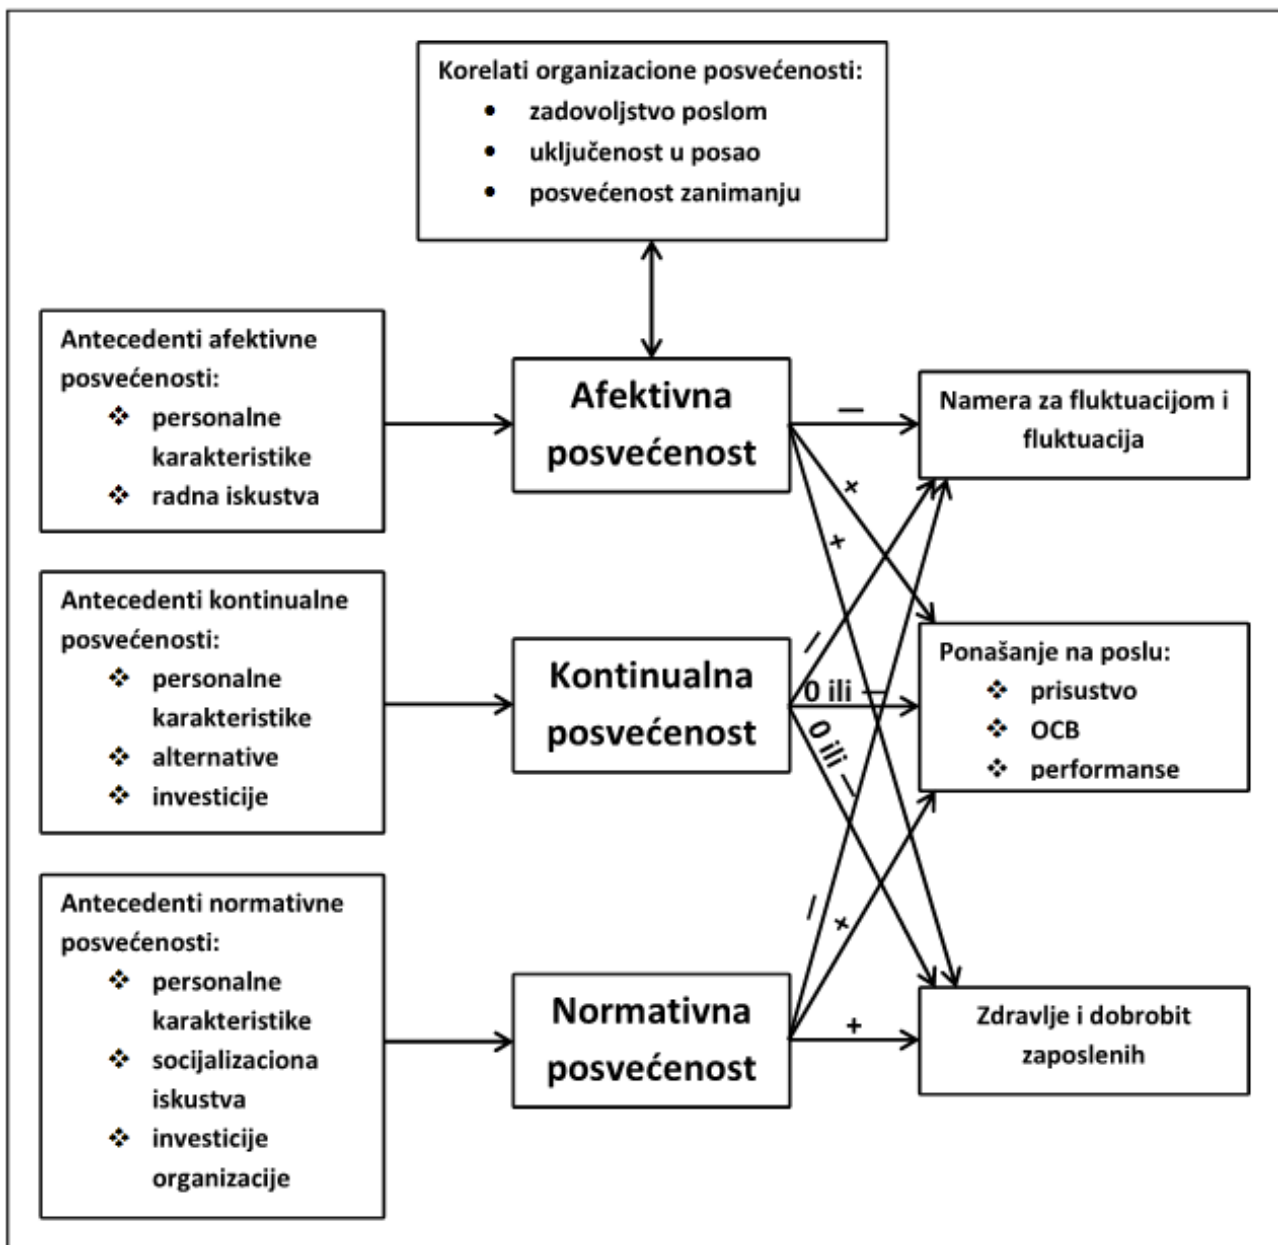 Korelati organizacione posvećenosti:
• zadovoljstvo poslom
• uključenost u posao
• posvećenost zanimanju
Antecedenti afektivne
posvećenosti:
❖ personalne
karakteristike
❖ radna iskustva
Afektivna
posvećenost
—
+
+
Namera za fluktuacijom i
fluktuacija
Antecedenti kontinualne
posvećenosti:
❖ personalne
karakteristike
❖ alternative
❖ investicije
Kontinualna
posvećenost
—
0 ili —
0 ili —
Ponašanje na poslu:
❖ prisustvo
❖ OCB
❖ performanse
Antecedenti normativne
posvećenosti:
❖ personalne
karakteristike
❖ socijalizaciona
iskustva
❖ investicije
organizacije
Normativna
posvećenost
—
+
+
Zdravlje i dobrobit
zaposlenih